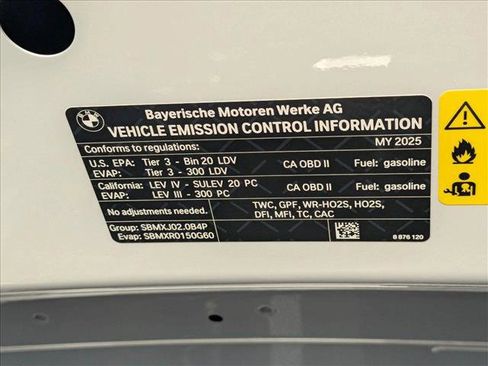 BMW
Bayerische Motoren Werke AG
VEHICLE EMISSION CONTROL INFORMATION
Conforms to regulations: MY 2025
U.S. EPA: Tier 3 - Bin 20 LDV CA OBD II Fuel: gasoline
EVAP: Tier 3 - 300 LDV
California: LEV IV - SULEV 20 PC CA OBD II Fuel: gasoline
EVAP: LEV III - 300 PC
No adjustments needed. TWC, GPF, WR-HO2S, HO2S,
DFI, MFI, TC, CAC
Group: SBMXJ02.0B4P
Evap: SBMXR0150G60
8 876 120